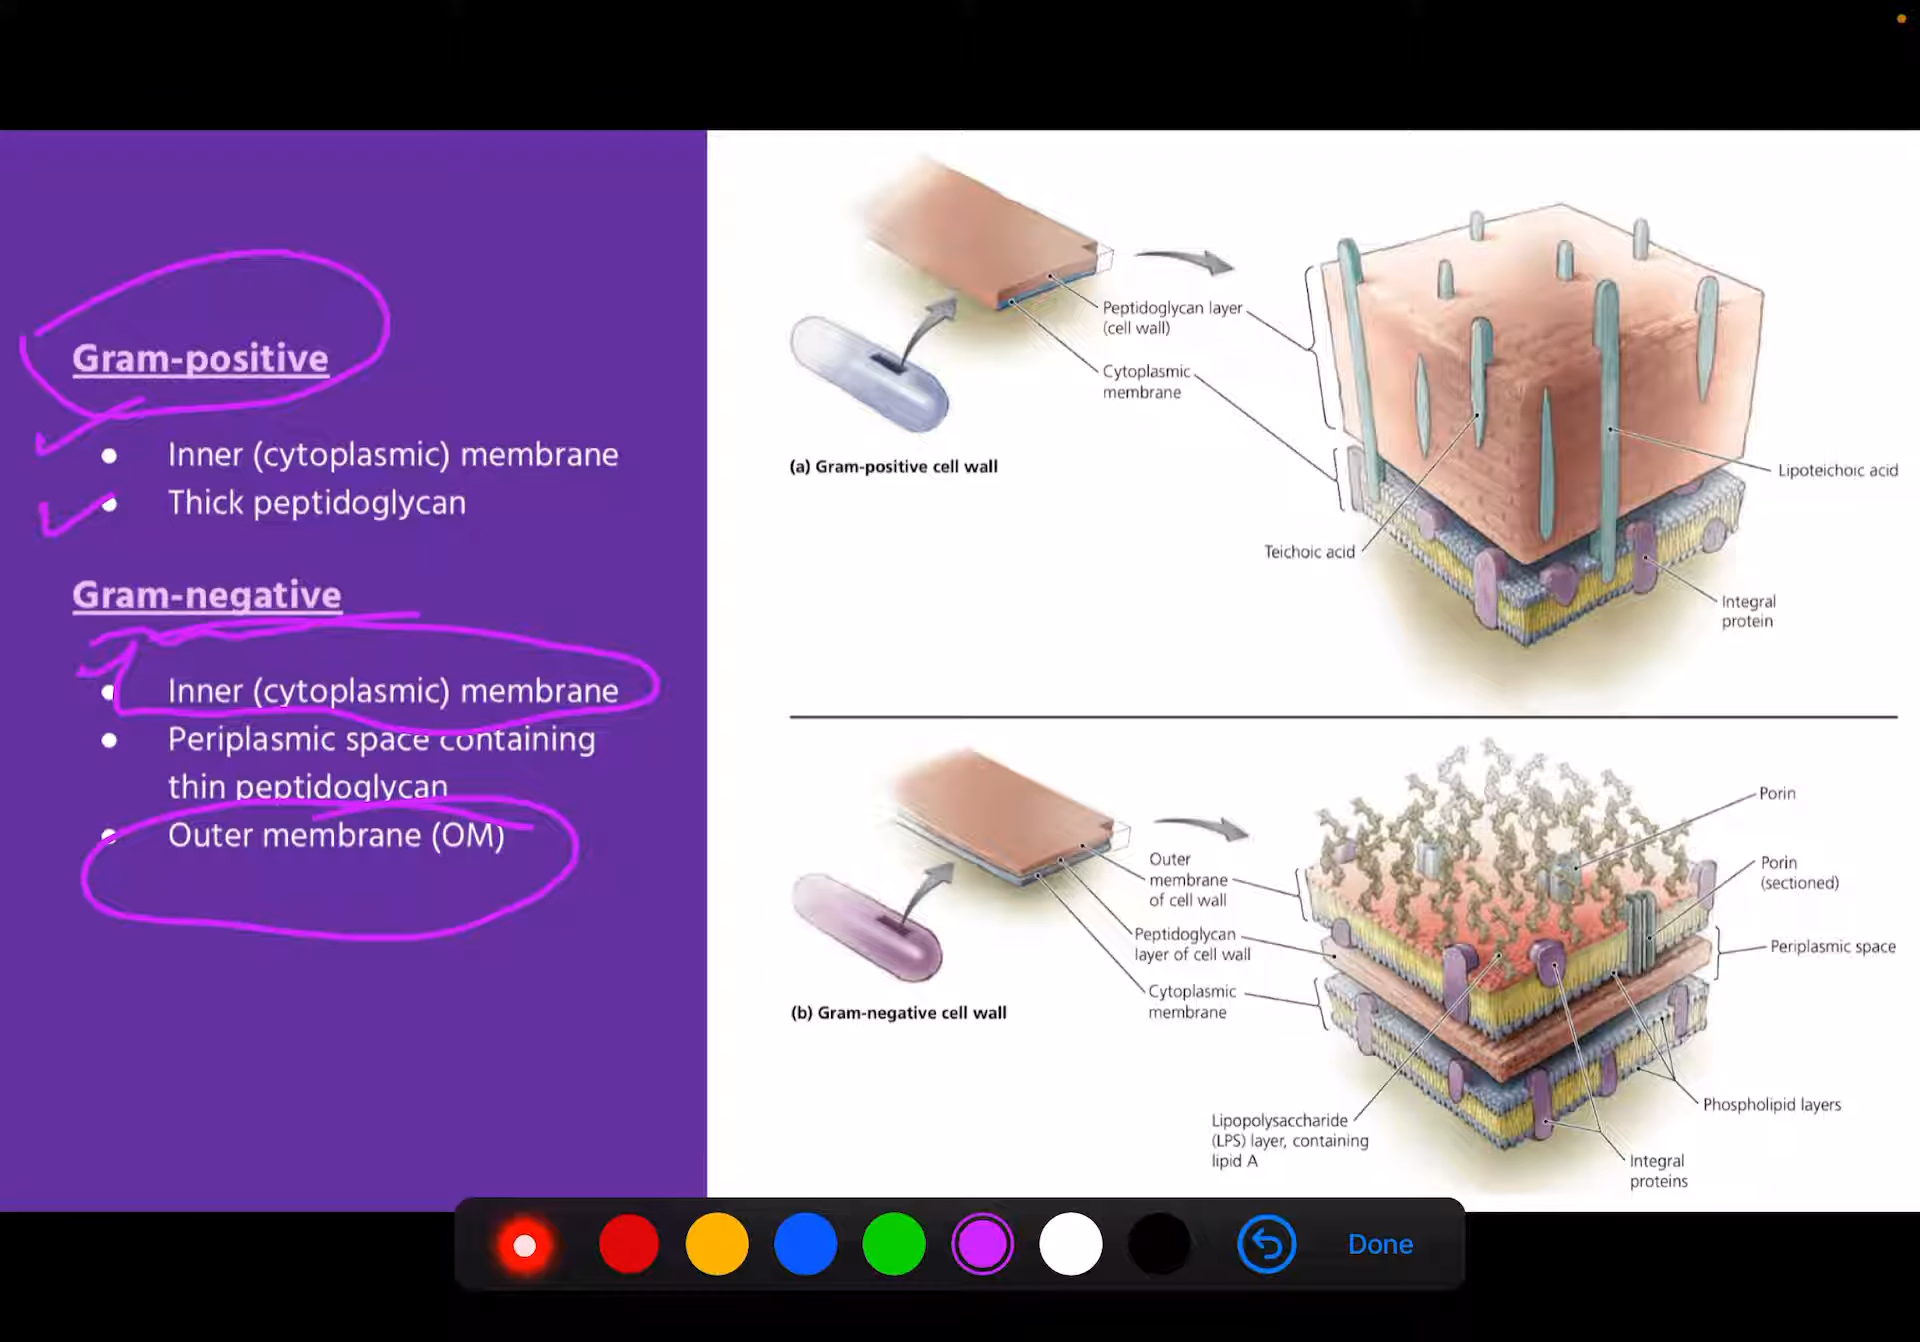 Gram-positive
Inner (cytoplasmic) membrane
Thick peptidoglycan
Gram-negative
Inner (cytoplasmic) membrane
Periplasmic space containing
thin peptidoglycan
Outer membrane (OM)
Peptidoglycan layer
(cell wall)
Cytoplasmic
membrane
(a) Gram-positive cell wall
Lipoteichoic acid
Teichoic acid
Integral
protein
Porin
Outer
membrane
of cell wall
Porin
(sectioned)
Peptidoglycan
layer of cell wall
Periplasmic space
Cytoplasmic
membrane
(b) Gram-negative cell wall
Phospholipid layers
Lipopolysaccharide
(LPS) layer, containing
lipid A
Integral
proteins
Done